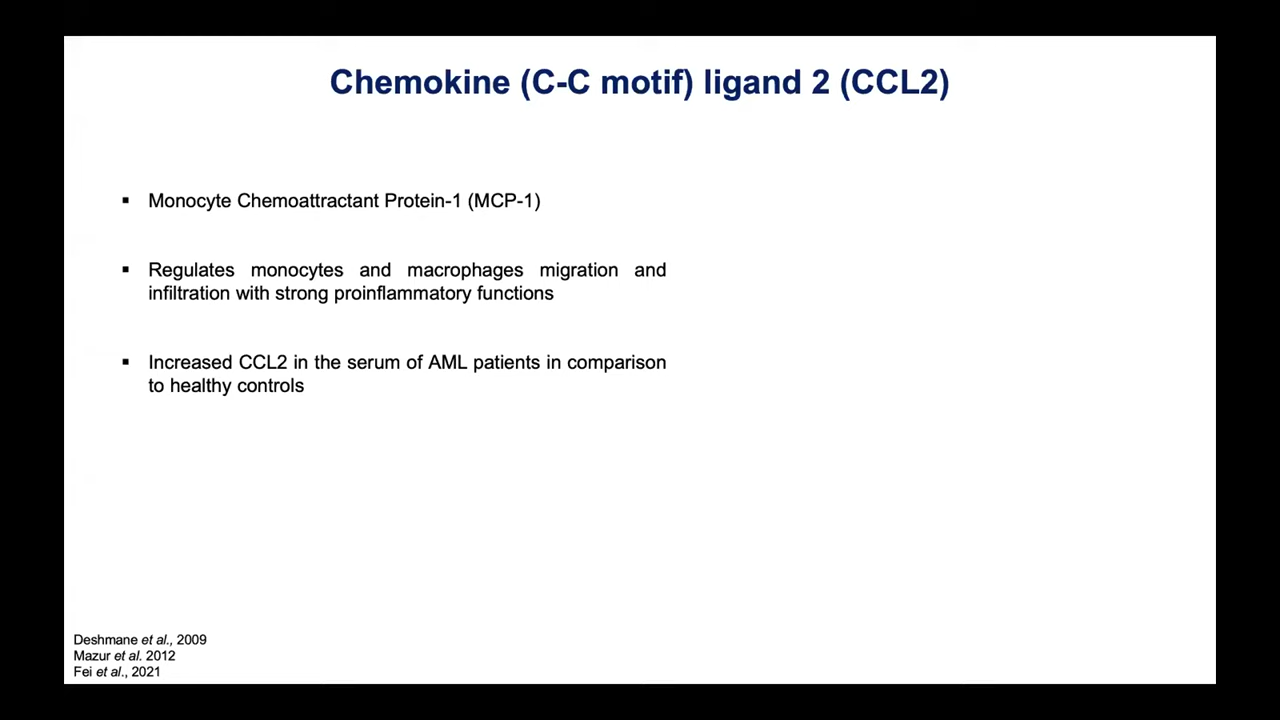 Chemokine (C-C motif) ligand 2 (CCL2)
▪ Monocyte Chemoattractant Protein-1 (MCP-1)
▪ Regulates monocytes and macrophages migration and
infiltration with strong proinflammatory functions
▪ Increased CCL2 in the serum of AML patients in comparison
to healthy controls
Deshmane et al., 2009
Mazur et al. 2012
Fei et al., 2021